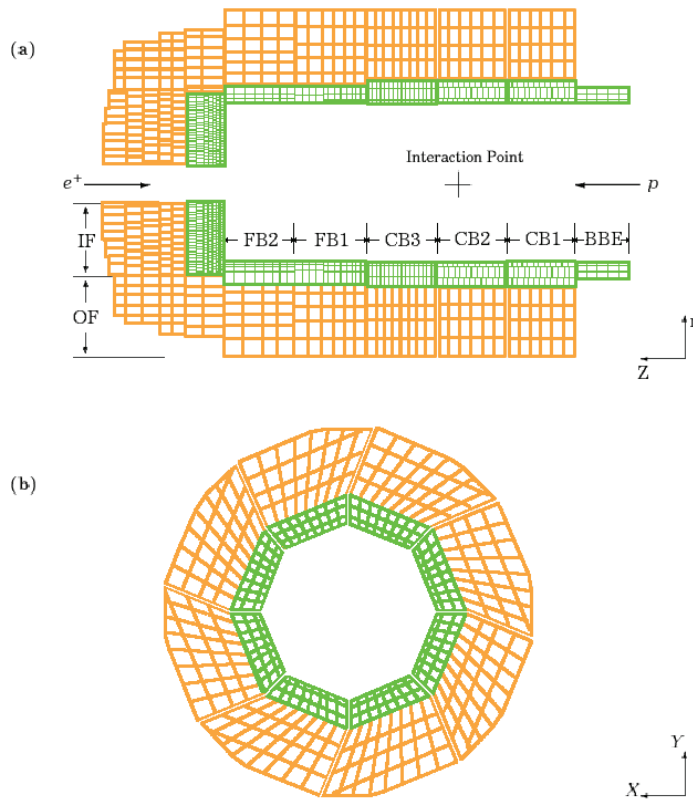 (a)
Interaction Point
e⁺
p
IF
FB2 FB1 CB3 CB2 CB1 BBE
OF
r
Z
(b)
Y
X